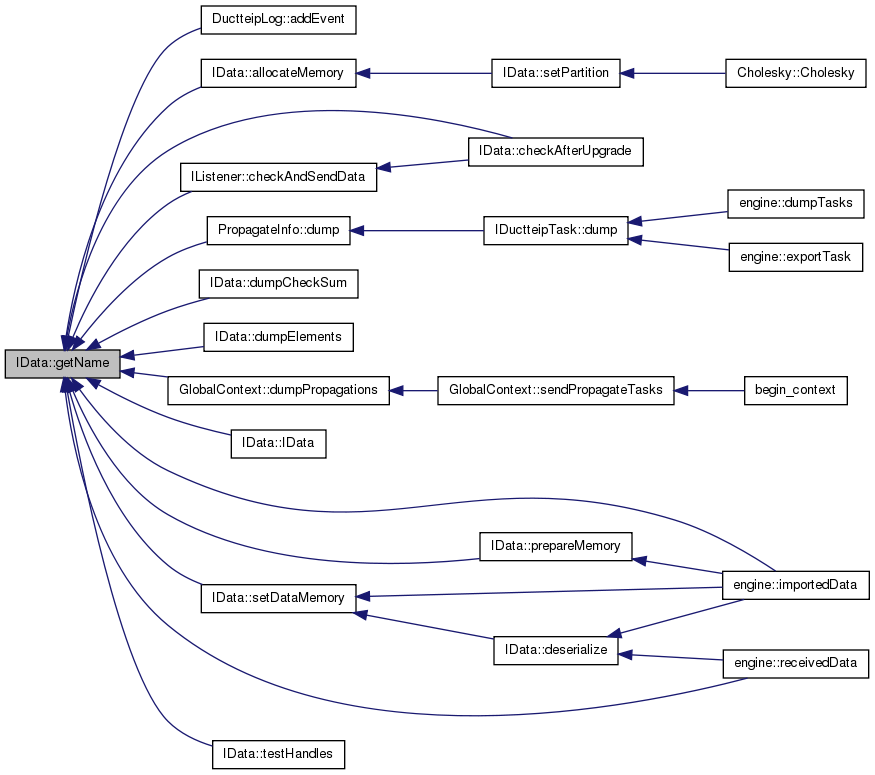 DuctteipLog::addEvent
IData::allocateMemory
IData::setPartition
Cholesky::Cholesky
IData::checkAfterUpgrade
IListener::checkAndSendData
engine::dumpTasks
PropagateInfo::dump
IDuctteipTask::dump
engine::exportTask
IData::dumpCheckSum
IData::dumpElements
IData::getName
GlobalContext::dumpPropagations
GlobalContext::sendPropagateTasks
begin_context
IData::IData
IData::prepareMemory
engine::importedData
IData::setDataMemory
IData::deserialize
engine::receivedData
IData::testHandles